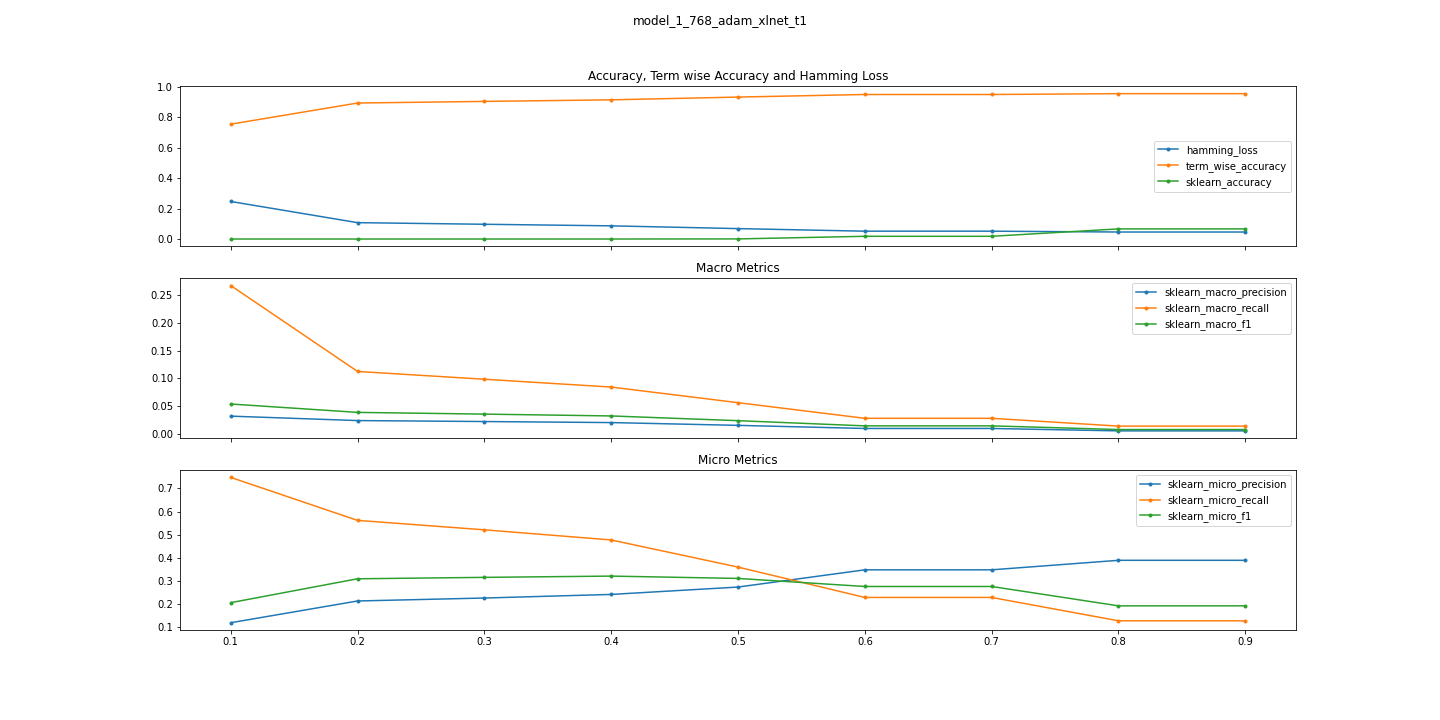 model_1_768_adam_xlnet_t1
Accuracy, Term wise Accuracy and Hamming Loss
1.0
0.8
0.6
0.4
0.2
0.0
hamming_loss
term_wise_accuracy
sklearn_accuracy
Macro Metrics
0.25
0.20
0.15
0.10
0.05
0.00
sklearn_macro_precision
sklearn_macro_recall
sklearn_macro_f1
Micro Metrics
0.7
0.6
0.5
0.4
0.3
0.2
0.1
sklearn_micro_precision
sklearn_micro_recall
sklearn_micro_f1
0.1 0.2 0.3 0.4 0.5 0.6 0.7 0.8 0.9